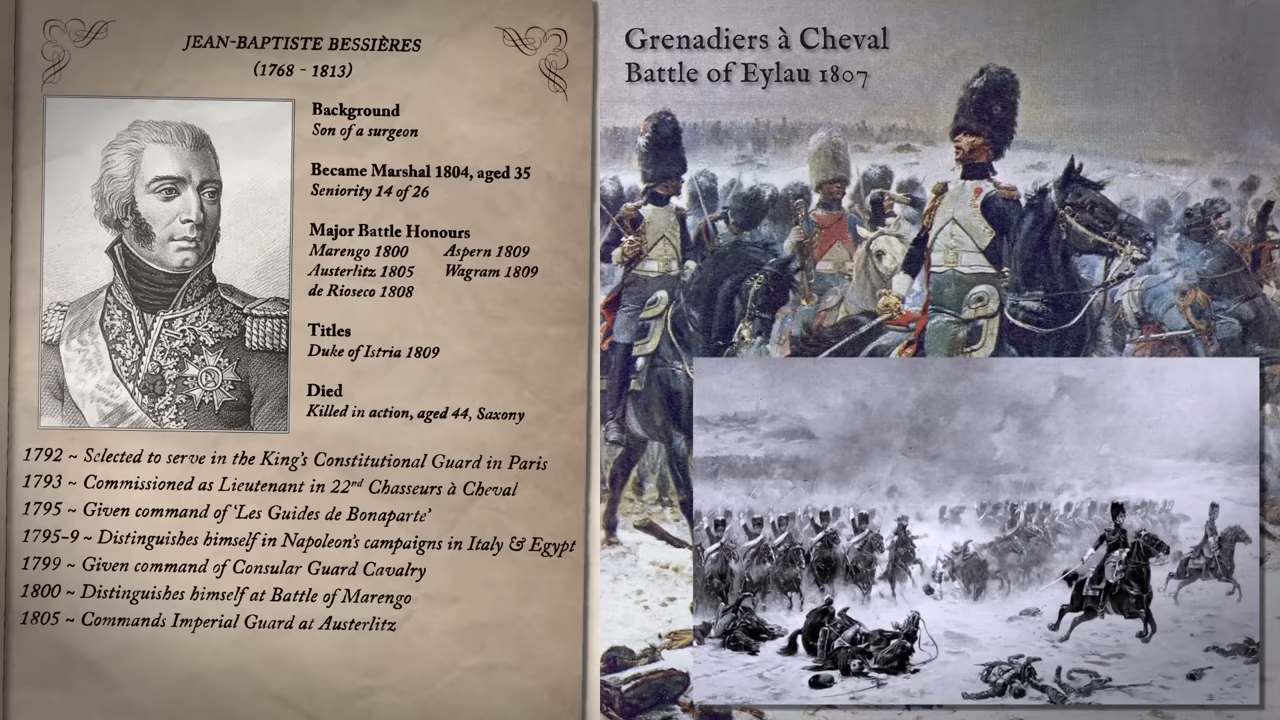 JEAN-BAPTISTE BESSIÈRES
(1768 - 1813)
Background
Son of a surgeon
Became Marshal 1804, aged 35
Seniority 14 of 26
Major Battle Honours
Marengo 1800 Aspern 1809
Austerlitz 1805 Wagram 1809
de Rioseco 1808
Titles
Duke of Istria 1809
Died
Killed in action, aged 44, Saxony
1792 ~ Selected to serve in the King's Constitutional Guard in Paris
1793 ~ Commissioned as Lieutenant in 22nd Chasseurs à Cheval
1795 ~ Given command of 'Les Guides de Bonaparte'
1795-9 ~ Distinguishes himself in Napoleon's campaigns in Italy & Egypt
1799 ~ Given command of Consular Guard Cavalry
1800 ~ Distinguishes himself at Battle of Marengo
1805 ~ Commands Imperial Guard at Austerlitz
Grenadiers à Cheval
Battle of Eylau 1807